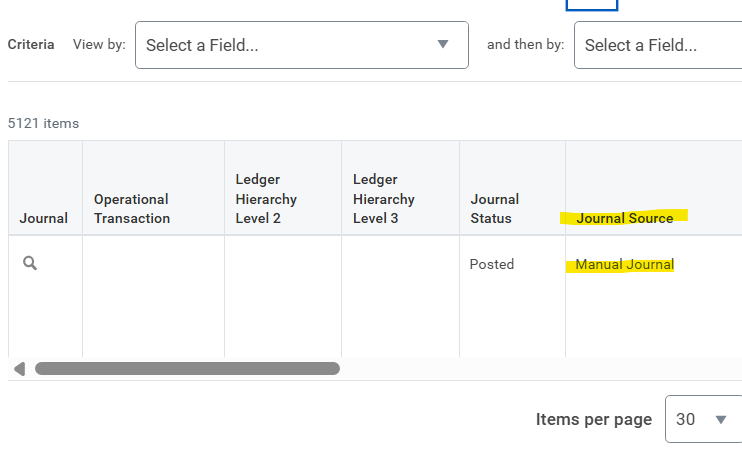 Criteria View by: Select a Field... and then by: Select a Field...
5121 items
Journal
Operational
Transaction
Ledger
Hierarchy
Level 2
Ledger
Hierarchy
Level 3
Journal
Status
Journal Source
Posted Manual Journal
Items per page 30